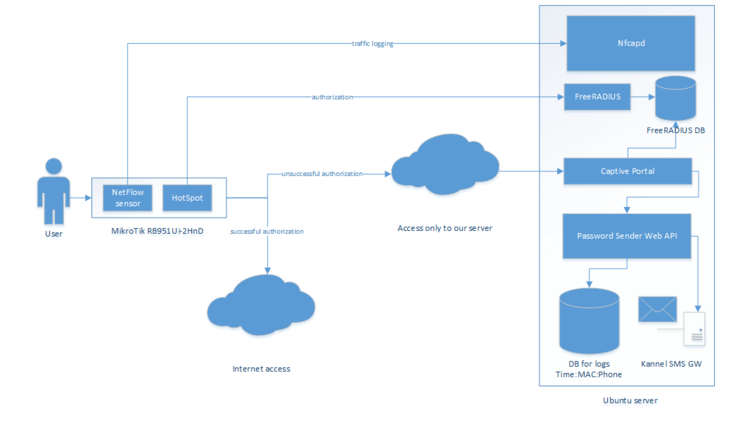 traffic logging
Nfcapd
authorization
FreeRADIUS
FreeRADIUS DB
unsuccessful authorization
Captive Portal
NetFlow
sensor
HotSpot
User
MikroTik RB951Ui-2HnD
successful authorization
Access only to our server
Password Sender Web API
Internet access
DB for logs
Time:MAC:Phone
Kannel SMS GW
Ubuntu server